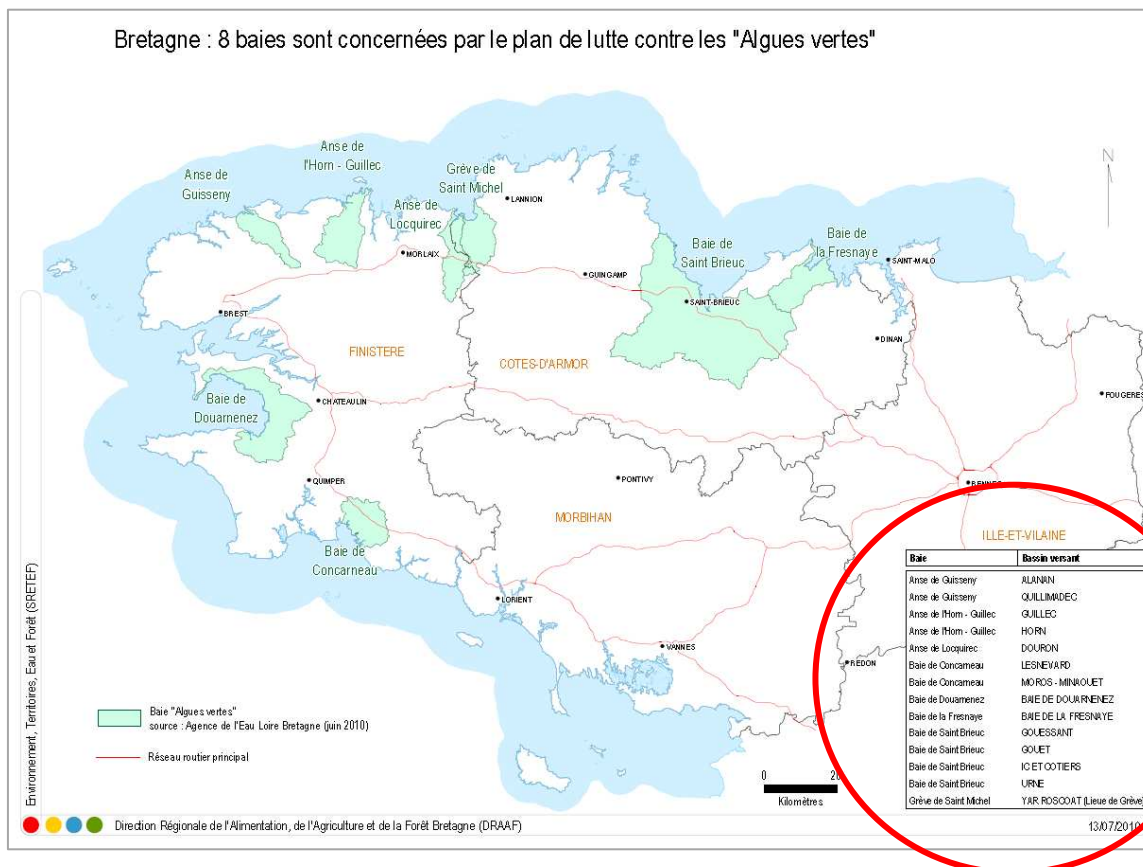 Bretagne : 8 baies sont concernées par le plan de lutte contre les "Algues vertes"
Anse de
l'Horn - Guillec
Anse de
Guisseny
Grève de
Saint Michel
Anse de
Locquirec
N
LANNION
MORLAIX
Baie de
Saint Brieuc
Baie de
la Fresnaye
SAINT-MALO
GUINGAMP
SAINT-BRIEUC
BREST
FINISTERE
COTES-D'ARMOR
DINAN
FOUGERES
Baie de
Douarnenez
CHATEAULIN
QUIMPER
PONTIVY
RENNES
MORBIHAN
ILLE-ET-VILAINE
Baie de
Concarneau
LORIENT
VANNES
REDON
Baie Bassin versant
Anse de Guisseny ALANAN
Anse de Guisseny QUILLIMADEC
Anse de l'Horn - Guillec GUILLEC
Anse de l'Horn - Guillec HORN
Anse de Locquirec DOURON
Baie de Concarneau LESNEVARD
Baie de Concarneau MOROS - MINAOUET
Baie de Douarnenez BAIE DE DOUARNENEZ
Baie de la Fresnaye BAIE DE LA FRESNAYE
Baie de Saint Brieuc GOUESSANT
Baie de Saint Brieuc GOUET
Baie de Saint Brieuc IC ET COTIERS
Baie de Saint Brieuc URNE
Grève de Saint Michel YAR ROSCOAT (Lieue de Grève)
Baie "Algues vertes"
source : Agence de l'Eau Loire Bretagne (juin 2010)
Réseau routier principal
0 20
Kilomètres
Environnement, Territoires, Eau et Forêt (SRETEF)
Direction Régionale de l'Alimentation, de l'Agriculture et de la Forêt Bretagne (DRAAF)
13/07/2010